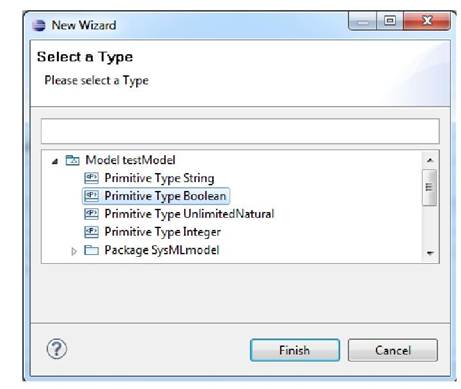 New Wizard
Select a Type
Please select a Type
Model testModel
Primitive Type String
Primitive Type Boolean
Primitive Type UnlimitedNatural
Primitive Type Integer
Package SysMLmodel
Finish
Cancel